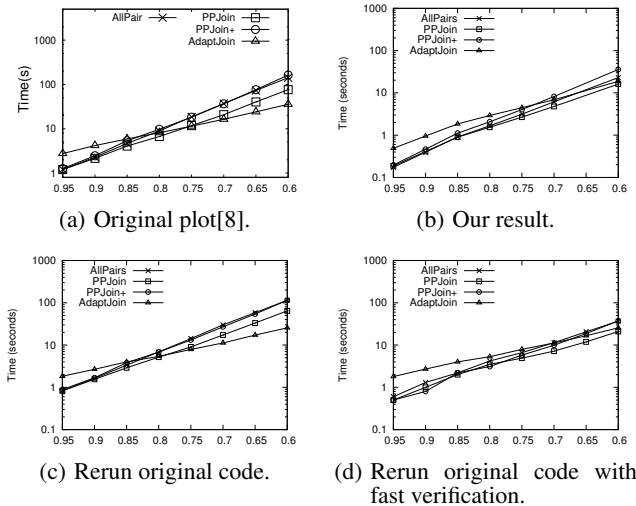 AllPair
PPJoin
PPJoin+
AdaptJoin
Time(s)
1000
100
10
1
0.95 0.9 0.85 0.8 0.75 0.7 0.65 0.6
(a) Original plot[8].
AllPairs
PPJoin
PPJoin+
AdaptJoin
Time (seconds)
1000
100
10
1
0.1
0.95 0.9 0.85 0.8 0.75 0.7 0.65 0.6
(b) Our result.
AllPairs
PPJoin
PPJoin+
AdaptJoin
Time (seconds)
1000
100
10
1
0.1
0.95 0.9 0.85 0.8 0.75 0.7 0.65 0.6
(c) Rerun original code.
AllPairs
PPJoin
PPJoin+
AdaptJoin
Time (seconds)
1000
100
10
1
0.1
0.95 0.9 0.85 0.8 0.75 0.7 0.65 0.6
(d) Rerun original code with
fast verification.